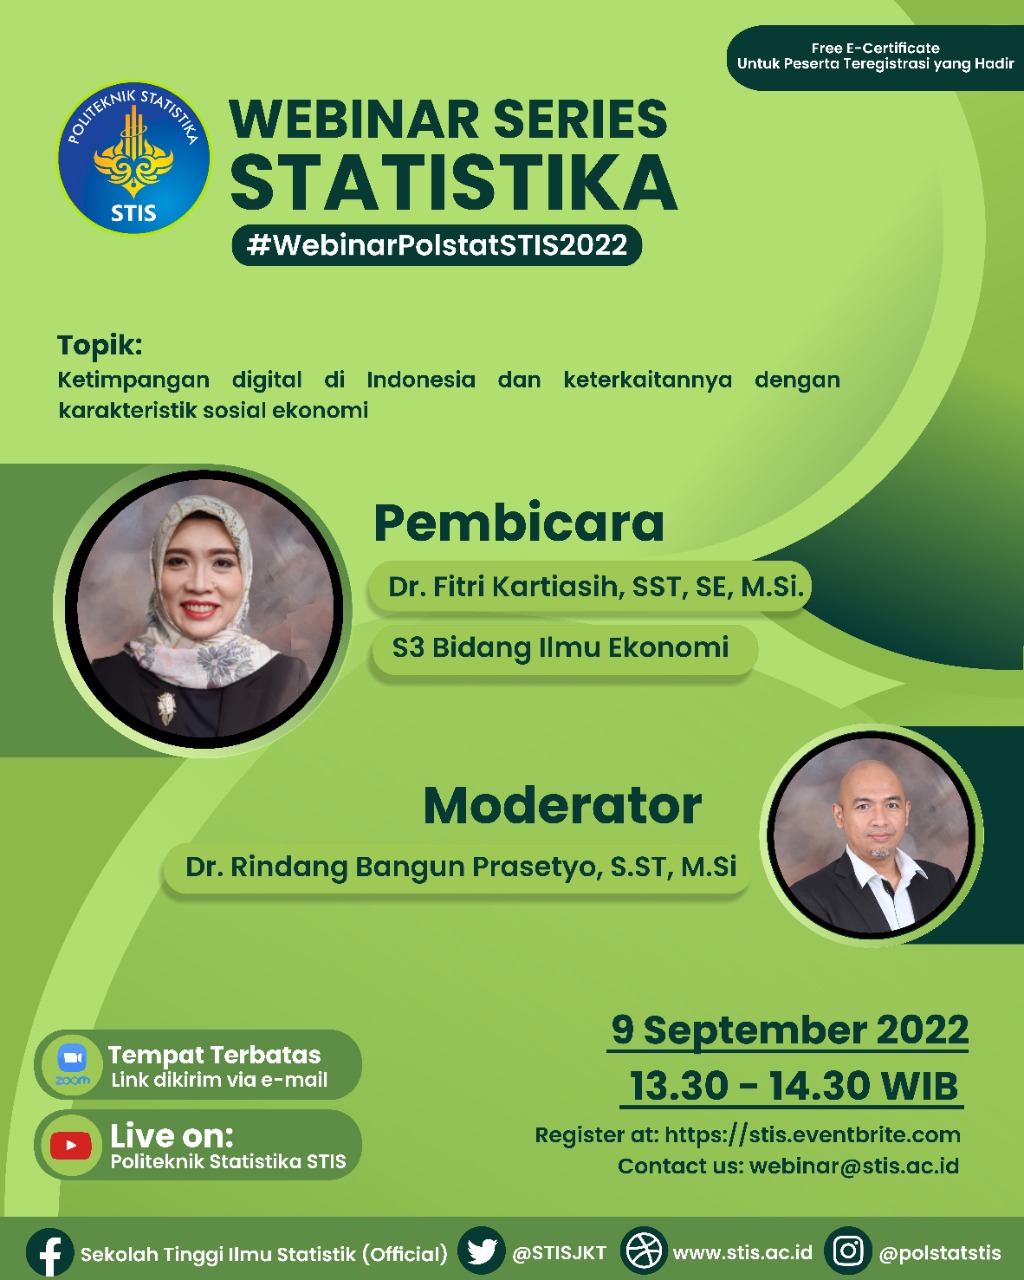 Free E-Certificate
Untuk Peserta Teregistrasi yang Hadir
POLITEKNIK STATISTIKA
STIS
WEBINAR SERIES
STATISTIKA
#WebinarPolstatSTIS2022
Topik:
Ketimpangan digital di Indonesia dan keterkaitannya dengan
karakteristik sosial ekonomi
Pembicara
Dr. Fitri Kartiasih, SST, SE, M.Si.
S3 Bidang Ilmu Ekonomi
Moderator
Dr. Rindang Bangun Prasetyo, S.ST, M.Si
9 September 2022
13.30 - 14.30 WIB
Register at: https://stis.eventbrite.com
Contact us: webinar@stis.ac.id
zoom
Tempat Terbatas
Link dikirim via e-mail
Live on:
Politeknik Statistika STIS
Sekolah Tinggi Ilmu Statistik (Official) @STISJKT www.stis.ac.id @polstatstis